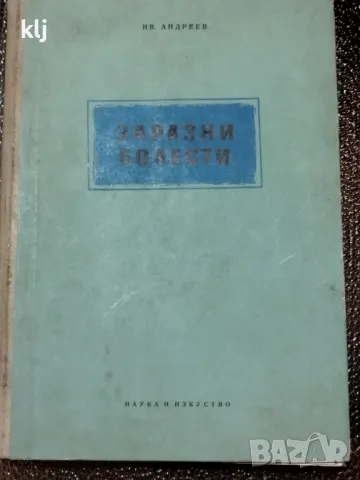 klj
ИВ. АНДРЕЕВ
ЗАРАЗНИ
БОЛЕСТИ
НАУКА И ИЗКУСТВО
BAZAR